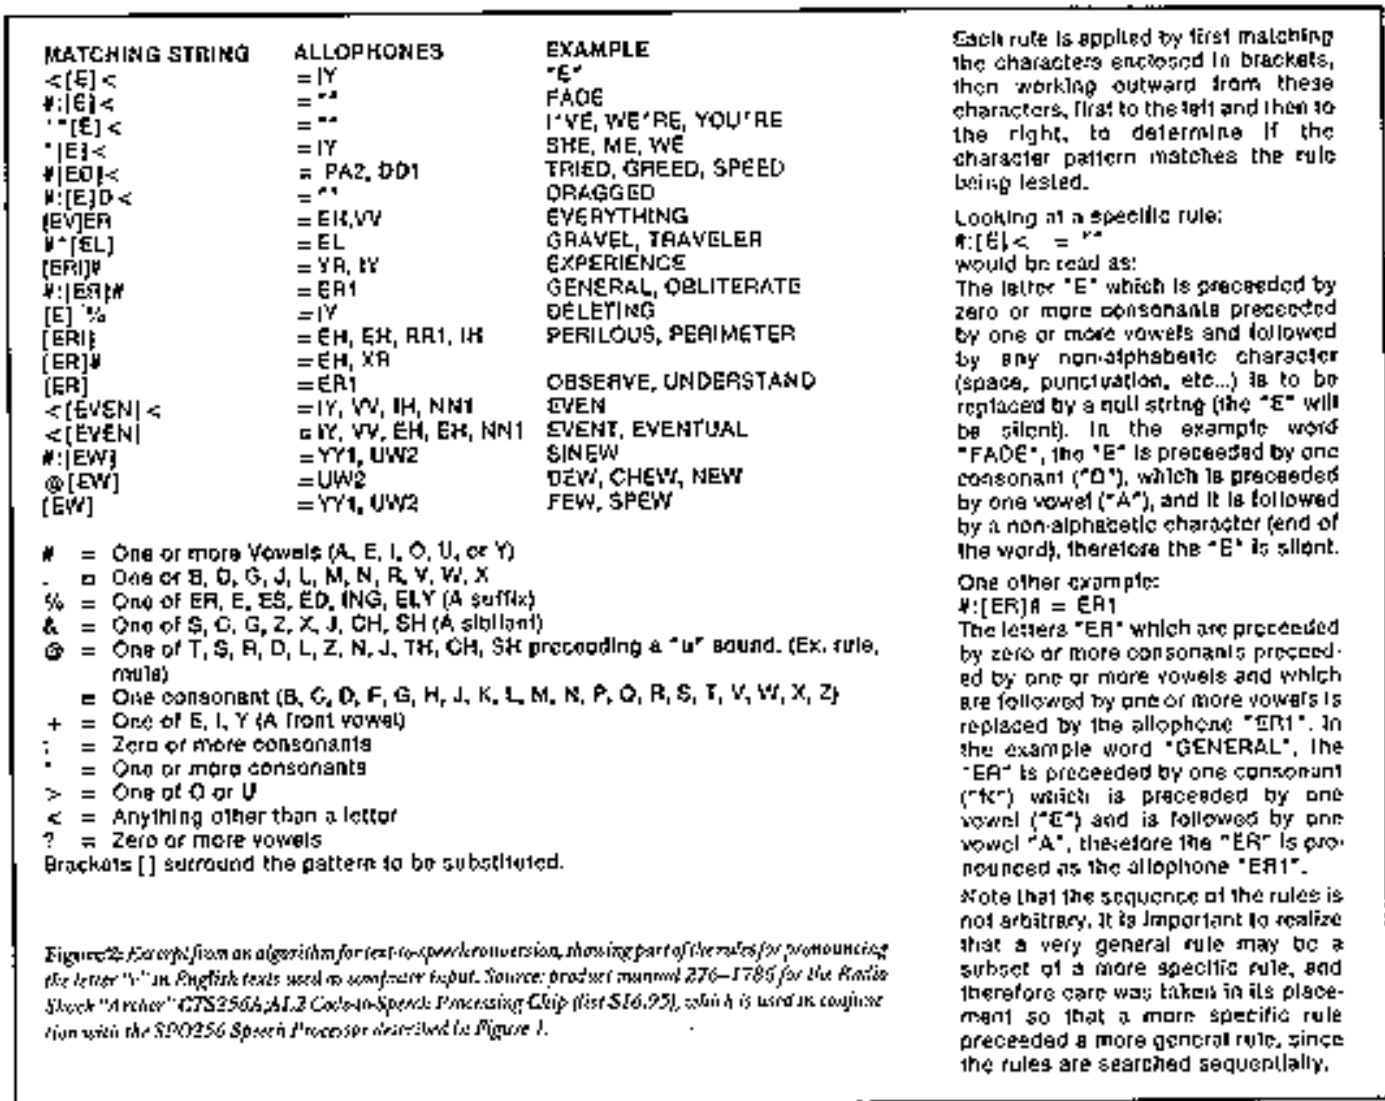 MATCHING STRING ALLOPHONES EXAMPLE
<[E]< =IY "E"
#:[E]< ="" FADE
'"[E]< ="" I'VE, WE'RE, YOU'RE
"[E]< =IY SHE, ME, WE
#[ED]< = PA2, DD1 TRIED, GREED, SPEED
#:[E]D< ="" DRAGGED
[EV]ER =EH,VV EVERYTHING
#^[EL] =EL GRAVEL, TRAVELER
[ERI]# =YR, IY EXPERIENCE
#:[ER]# =ER1 GENERAL, OBLITERATE
[E] % =IY DELETING
[ERI] =EH, EH, RR1, IH PERILOUS, PERIMETER
[ER]# =EH, XR
[ER] =ER1 OBSERVE, UNDERSTAND
<[EVEN]< =IY, VV, IH, NN1 EVEN
<[EVEN] =IY, VV, EH, EH, NN1 EVENT, EVENTUAL
#:[EW] =YY1, UW2 SINEW
@[EW] =UW2 DEW, CHEW, NEW
[EW] =YY1, UW2 FEW, SPEW
# = One or more Vowels (A, E, I, O, U, or Y)
. = One or B, D, G, J, L, M, N, R, V, W, X
% = One of ER, E, ES, ED, ING, ELY (A suffix)
& = One of S, C, G, Z, X, J, CH, SH (A sibilant)
@ = One of T, S, R, D, L, Z, N, J, TH, CH, SH preceeding a "u" sound. (Ex. rule,
mule)
= One consonant (B, C, D, F, G, H, J, K, L, M, N, P, Q, R, S, T, V, W, X, Z)
+ = One of E, I, Y (A front vowel)
: = Zero or more consonants
* = One or more consonants
> = One of O or U
< = Anything other than a letter
? = Zero or more vowels
Brackets [ ] surround the pattern to be substituted.
Figure 2: Excerpt from an algorithm for text-to-speech conversion, showing part of the rules for pronouncing
the letter "e" in English texts used as computer input. Source: product manual 276–1786 for the Radio
Shack "Archer" CTS256A;AL2 Code-to-Speech Processing Chip (list $16.95), which is used in conjunc
tion with the SPO256 Speech Processor described in Figure 1.
Each rule is applied by first matching
the characters enclosed in brackets,
then working outward from these
characters, first to the left and then to
the right, to determine if the
character pattern matches the rule
being tested.
Looking at a specific rule:
#:[E]< = ""
would be read as:
The letter "E" which is preceeded by
zero or more consonants preceeded
by one or more vowels and followed
by any non-alphabetic character
(space, punctuation, etc...) is to be
replaced by a null string (the "E" will
be silent). In the example word
"FADE", the "E" is preceeded by one
consonant ("D"), which is preceeded
by one vowel ("A"), and it is followed
by a non-alphabetic character (end of
the word), therefore the "E" is silent.
One other example:
#:[ER]# = ER1
The letters "ER" which are preceeded
by zero or more consonants preceed-
ed by one or more vowels and which
are followed by one or more vowels is
replaced by the allophone "ER1". In
the example word "GENERAL", the
"ER" is preceeded by one consonant
("N") which is preceeded by one
vowel ("E") and is followed by one
vowel "A", therefore the "ER" is pro-
nounced as the allophone "ER1".
Note that the sequence of the rules is
not arbitrary. It is important to realize
that a very general rule may be a
subset of a more specific rule, and
therefore care was taken in its place-
ment so that a more specific rule
preceeded a more general rule, since
the rules are searched sequentially.